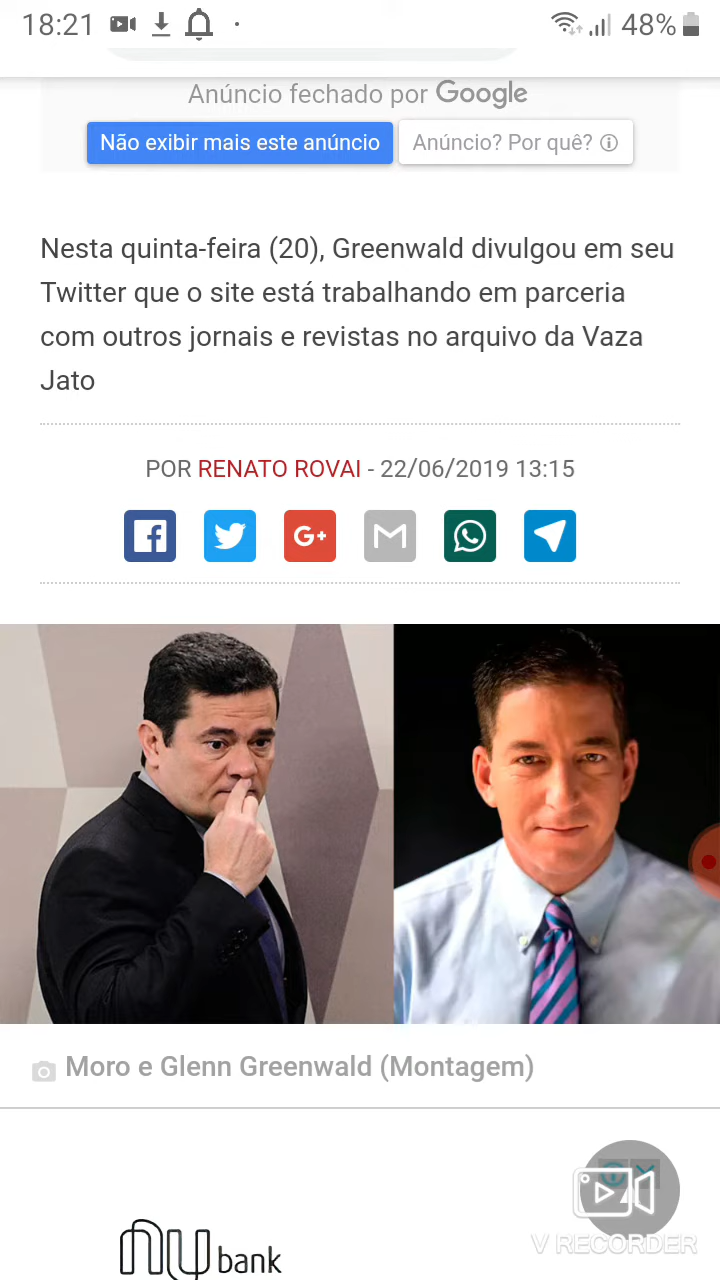 18:21
48%
Anúncio fechado por Google
Não exibir mais este anúncio
Anúncio? Por quê?
Nesta quinta-feira (20), Greenwald divulgou em seu
Twitter que o site está trabalhando em parceria
com outros jornais e revistas no arquivo da Vaza
Jato
POR RENATO ROVAI - 22/06/2019 13:15
G+
Moro e Glenn Greenwald (Montagem)
V RECORDER
nu bank